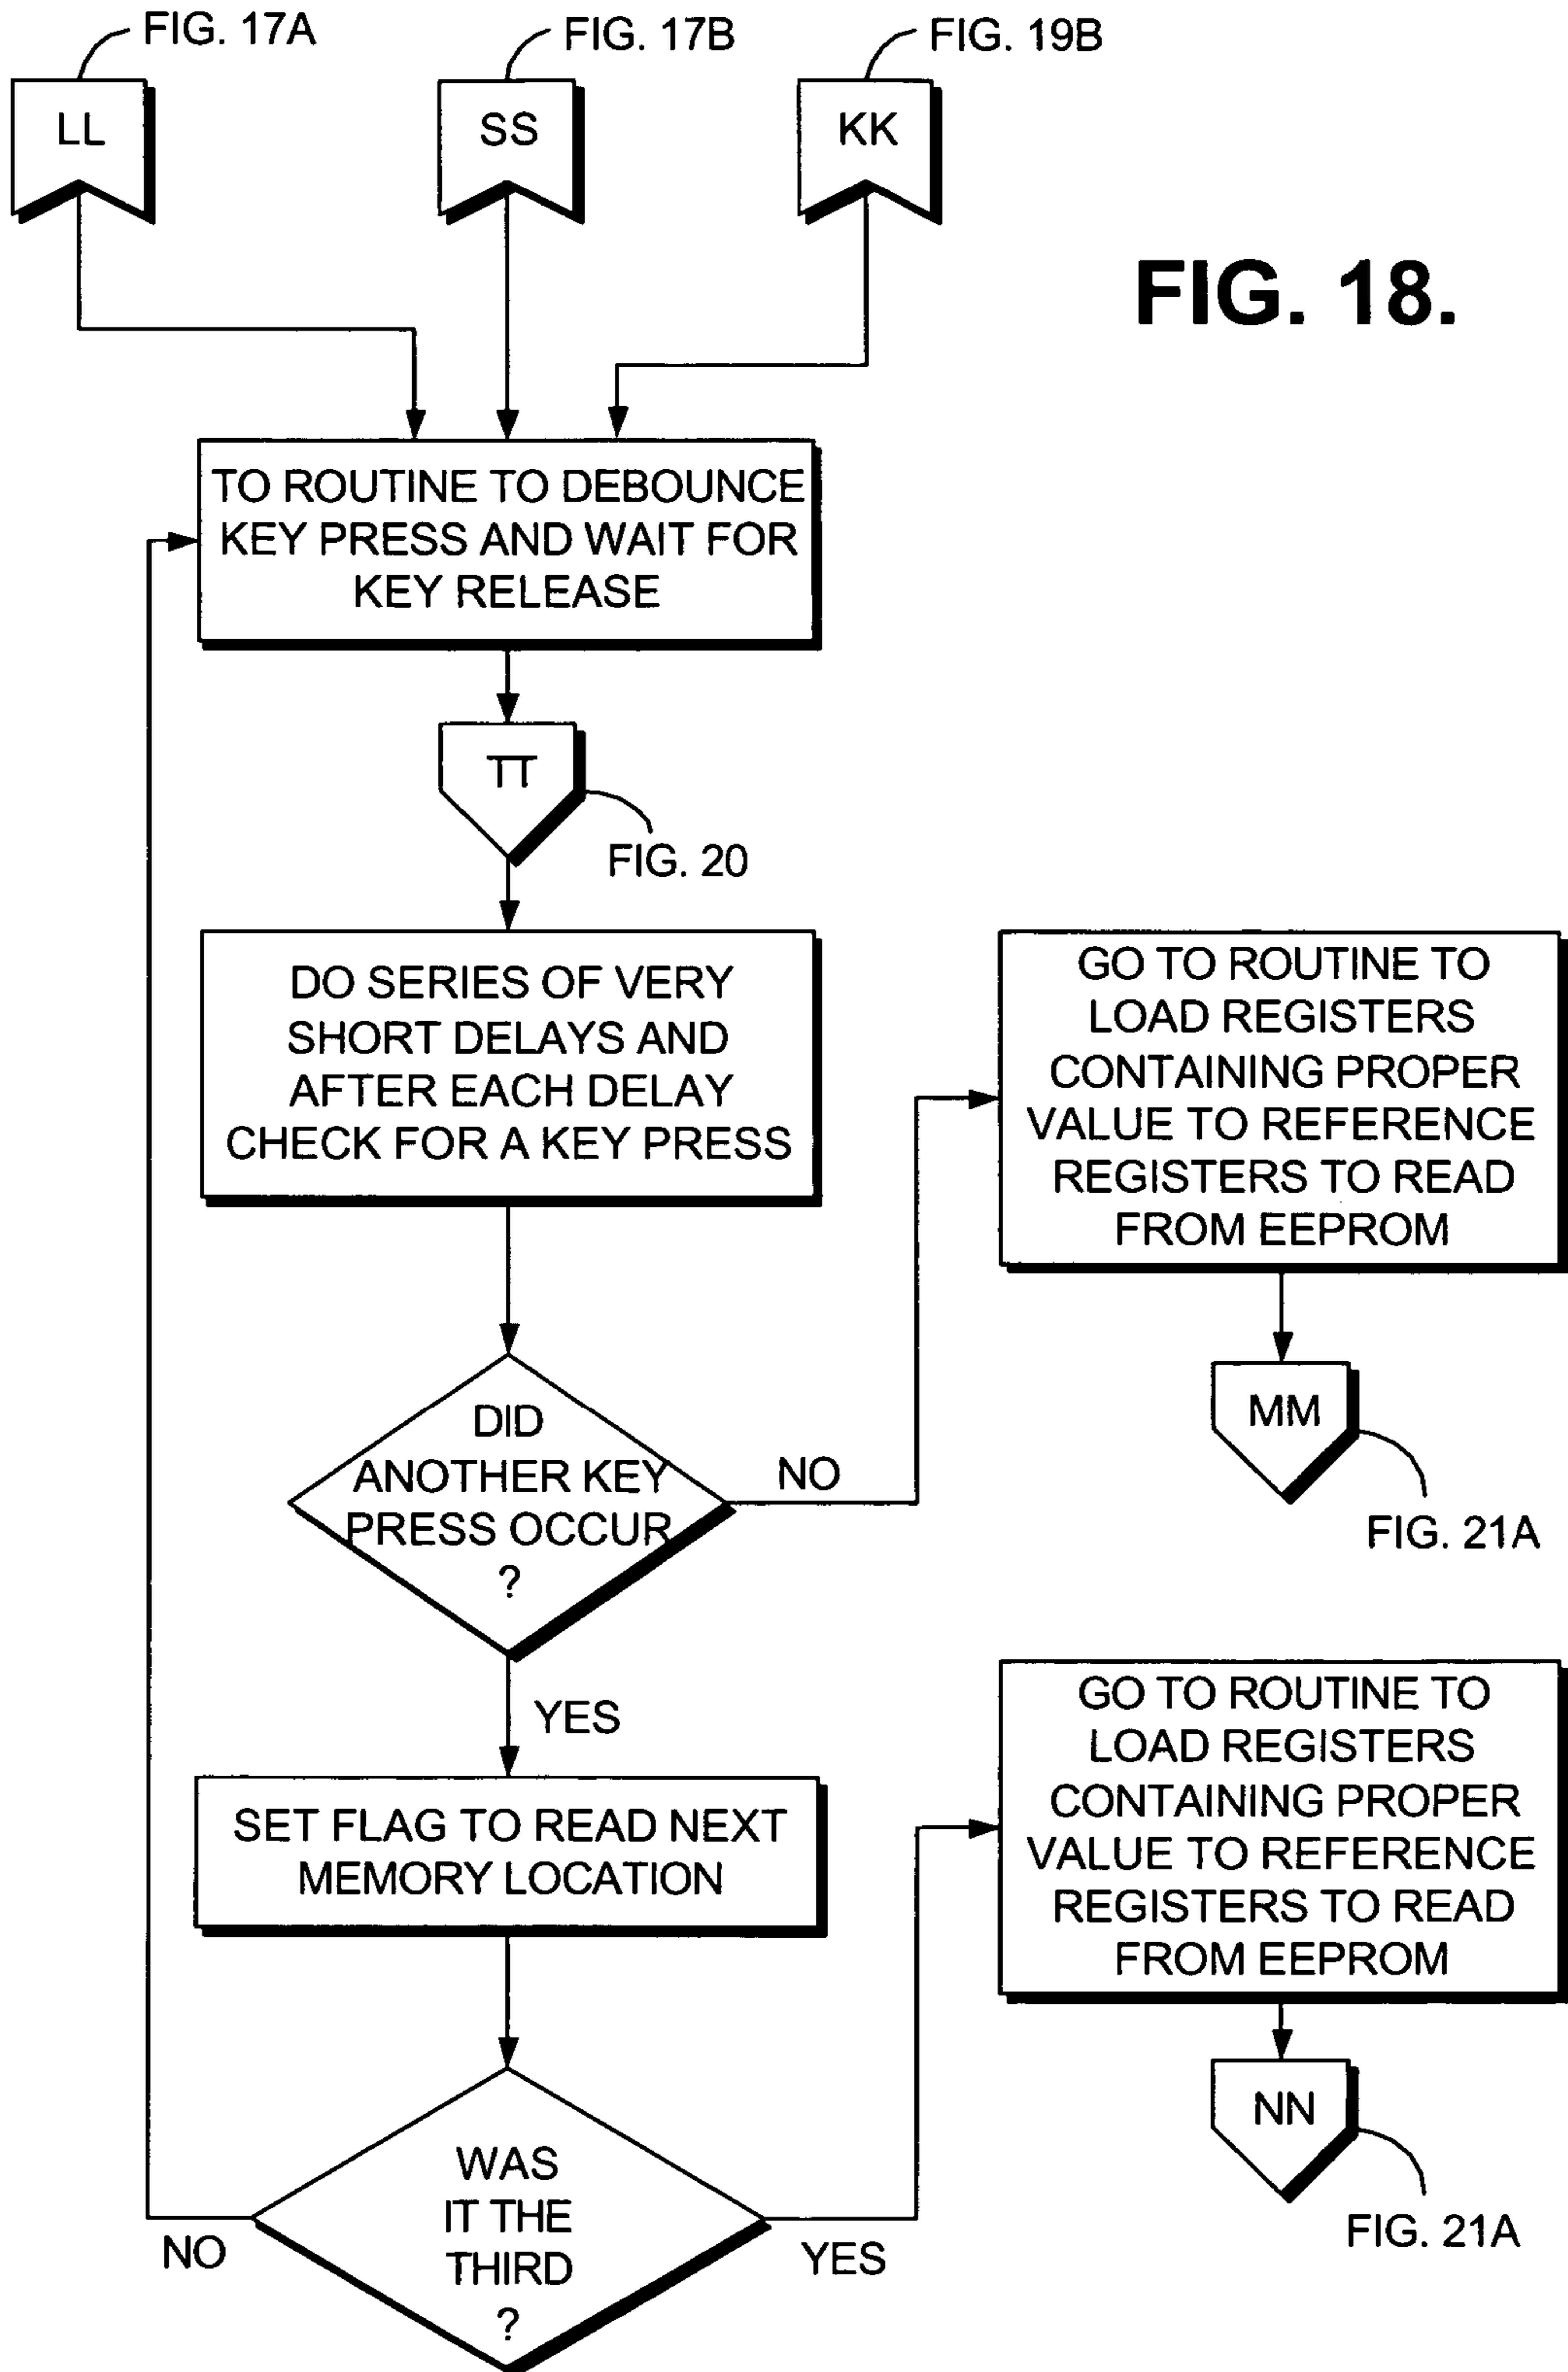 FIG. 17A
FIG. 17B
FIG. 19B
LL
SS
KK
FIG. 18.
TO ROUTINE TO DEBOUNCE
KEY PRESS AND WAIT FOR
KEY RELEASE
TT
FIG. 20
DO SERIES OF VERY
SHORT DELAYS AND
AFTER EACH DELAY
CHECK FOR A KEY PRESS
GO TO ROUTINE TO
LOAD REGISTERS
CONTAINING PROPER
VALUE TO REFERENCE
REGISTERS TO READ
FROM EEPROM
MM
FIG. 21A
DID
ANOTHER KEY
PRESS OCCUR
?
NO
YES
SET FLAG TO READ NEXT
MEMORY LOCATION
GO TO ROUTINE TO
LOAD REGISTERS
CONTAINING PROPER
VALUE TO REFERENCE
REGISTERS TO READ
FROM EEPROM
NN
FIG. 21A
WAS
IT THE
THIRD
?
NO
YES